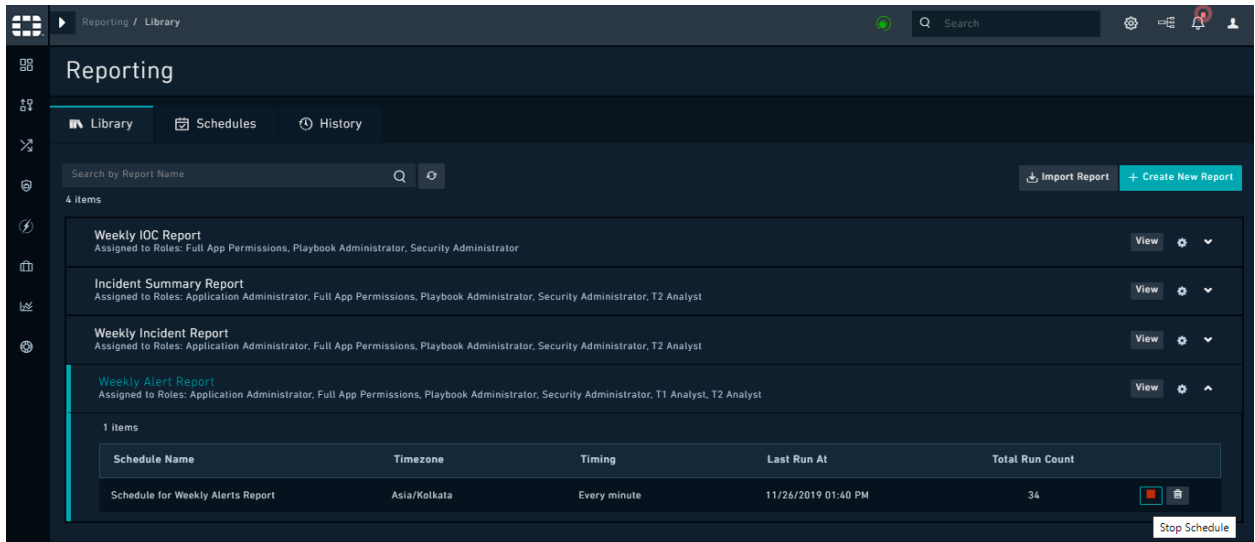 Reporting / Library
Search
Reporting
Library
Schedules
History
Search by Report Name
Import Report
+ Create New Report
4 items
Weekly IOC Report
Assigned to Roles: Full App Permissions, Playbook Administrator, Security Administrator
View
Incident Summary Report
Assigned to Roles: Application Administrator, Full App Permissions, Playbook Administrator, Security Administrator, T2 Analyst
View
Weekly Incident Report
Assigned to Roles: Application Administrator, Full App Permissions, Playbook Administrator, Security Administrator, T2 Analyst
View
Weekly Alert Report
Assigned to Roles: Application Administrator, Full App Permissions, Playbook Administrator, Security Administrator, T1 Analyst, T2 Analyst
View
1 items
Schedule Name Timezone Timing Last Run At Total Run Count
Schedule for Weekly Alerts Report Asia/Kolkata Every minute 11/26/2019 01:40 PM 34
Stop Schedule